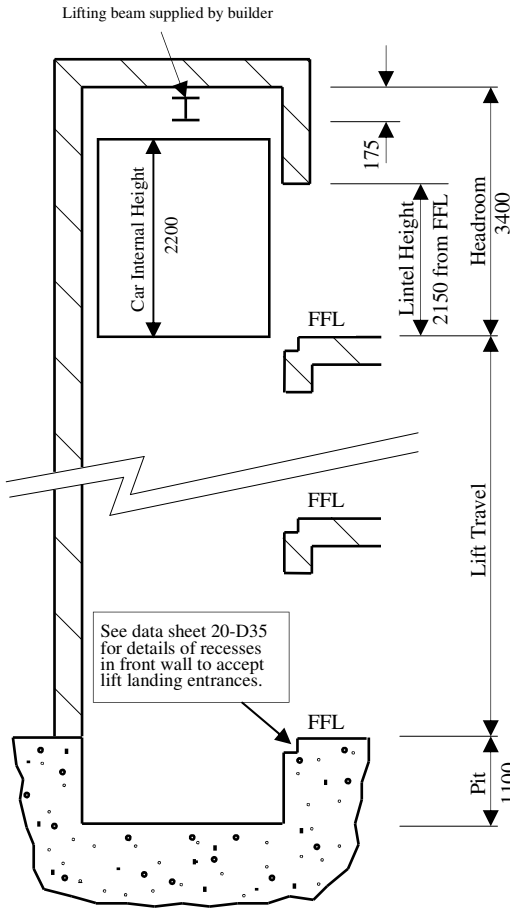 Lifting beam supplied by builder
175
Headroom
3400
Car Internal Height
2200
Lintel Height
2150 from FFL
FFL
FFL
Lift Travel
See data sheet 20-D35
for details of recesses
in front wall to accept
lift landing entrances.
FFL
Pit
1100